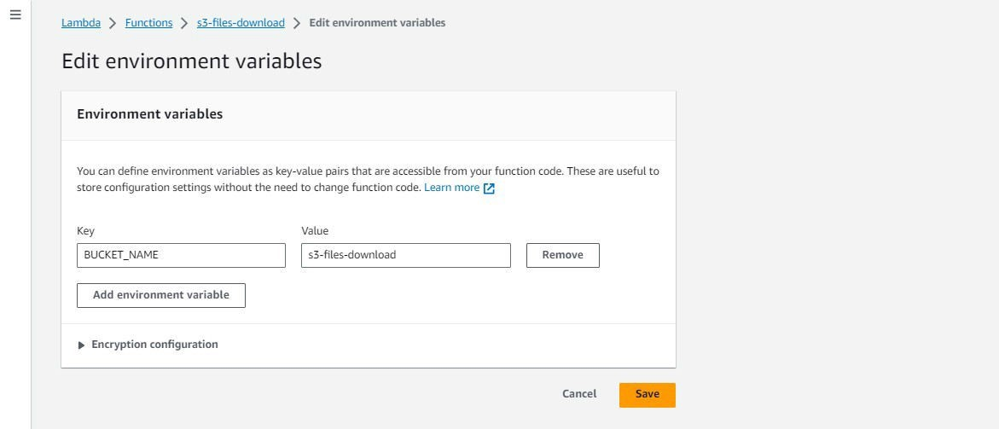 Lambda > Functions > s3-files-download > Edit environment variables
Edit environment variables
Environment variables
You can define environment variables as key-value pairs that are accessible from your function code. These are useful to
store configuration settings without the need to change function code. Learn more
Key Value
BUCKET_NAME s3-files-download Remove
Add environment variable
Encryption configuration
Cancel Save